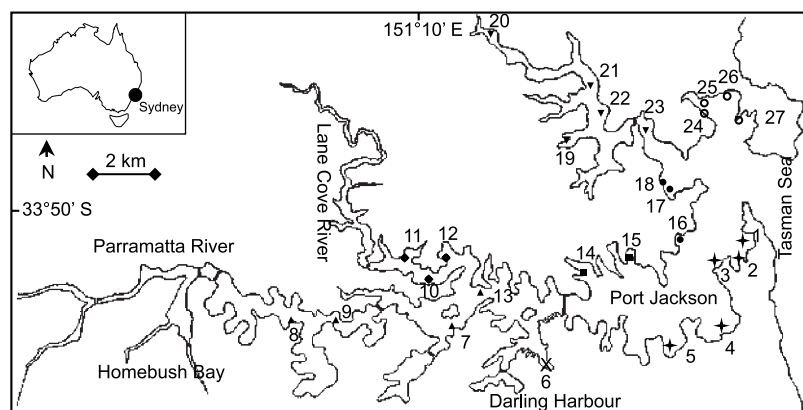 151°10' E
20
21
22
23
25
26
24
27
19
Sydney
N
2 km
Lane Cove River
Tasman Sea
18
17
33°50' S
16
11
12
1
Parramatta River
14
15
3
2
10
13
Port Jackson
8
9
7
4
5
6
Homebush Bay
Darling Harbour